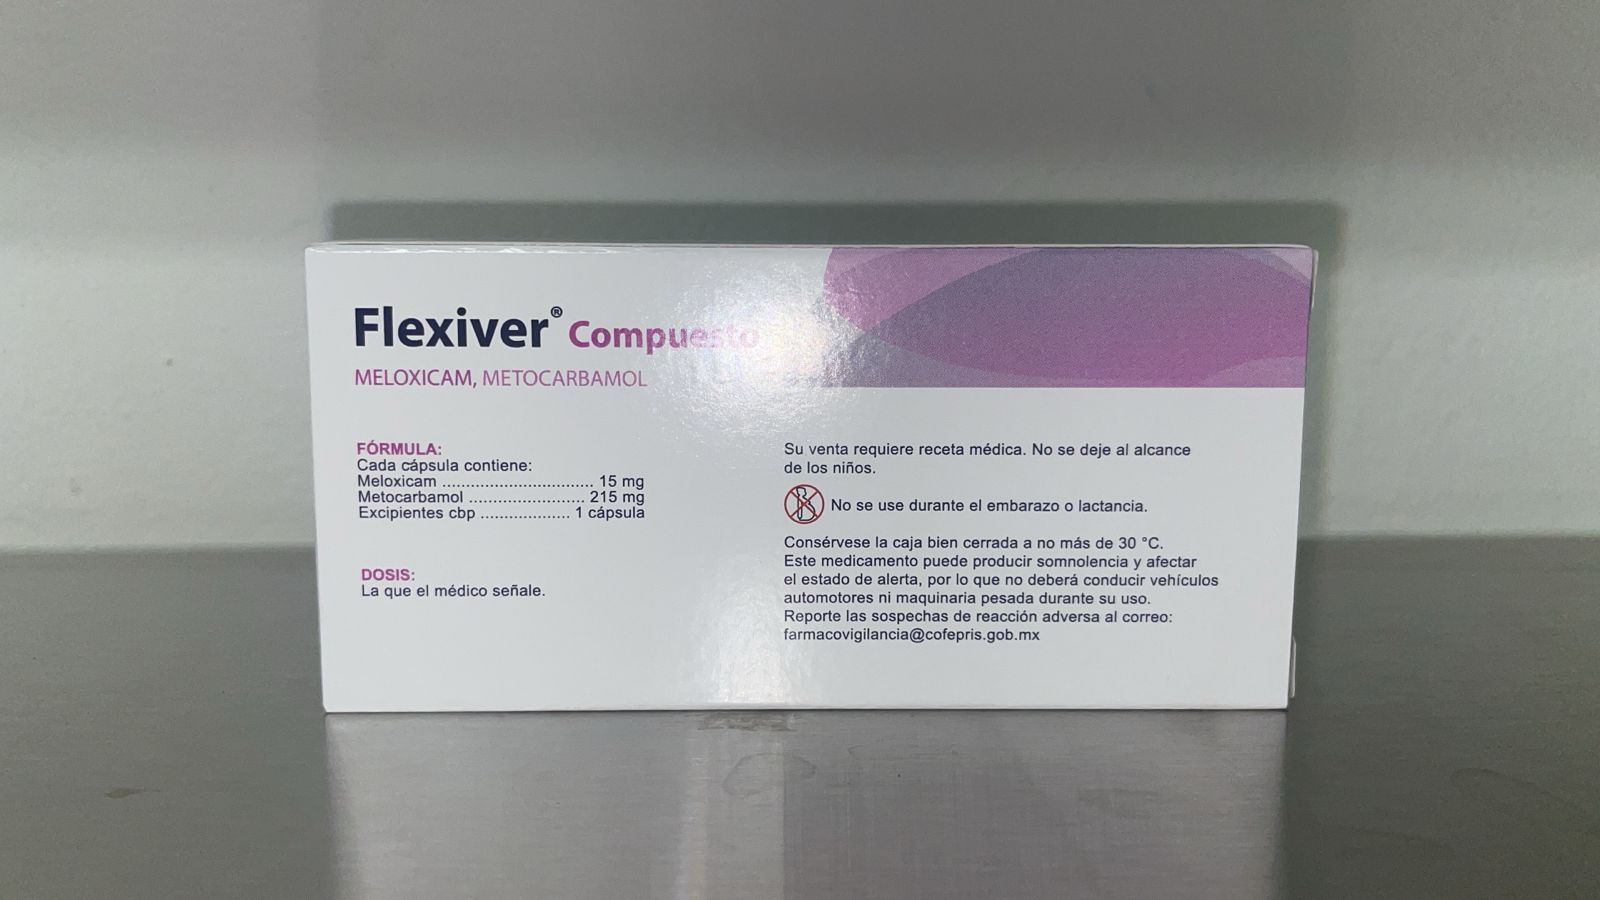 Flexiver® Compuesto
MELOXICAM, METOCARBAMOL
FÓRMULA:
Cada cápsula contiene:
Meloxicam ................................ 15 mg
Metocarbamol ........................ 215 mg
Excipientes cbp ................... 1 cápsula
DOSIS:
La que el médico señale.
Su venta requiere receta médica. No se deje al alcance
de los niños.
No se use durante el embarazo o lactancia.
Consérvese la caja bien cerrada a no más de 30 °C.
Este medicamento puede producir somnolencia y afectar
el estado de alerta, por lo que no deberá conducir vehículos
automotores ni maquinaria pesada durante su uso.
Reporte las sospechas de reacción adversa al correo:
farmacovigilancia@cofepris.gob.mx